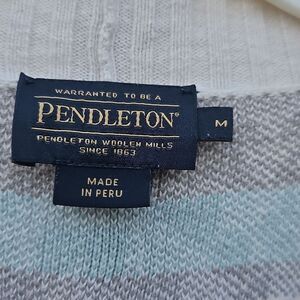 WARRANTED TO BE A
PENDLETON®
PENDLETON WOOLEN MILLS
SINCE 1863
M
MADE
IN PERU